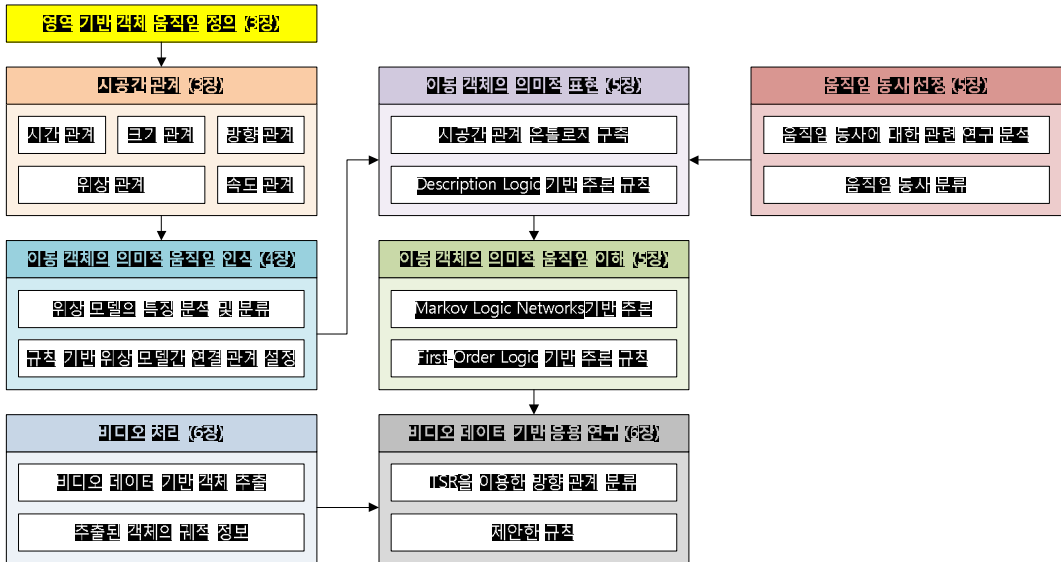 영역 기반 객체 움직임 정의 (3장)
시공간 관계 (3장)
시간 관계
크기 관계
방향 관계
위상 관계
속도 관계
이동 객체의 의미적 움직임 인식 (4장)
위상 모델의 특징 분석 및 분류
규칙 기반 위상 모델간 연결 관계 설정
비디오 처리 (6장)
비디오 데이터 기반 객체 추출
추출된 객체의 궤적 정보
이동 객체의 의미적 표현 (5장)
시공간 관계 온톨로지 구축
Description Logic 기반 추론 규칙
이동 객체의 의미적 움직임 이해 (5장)
Markov Logic Networks기반 추론
First-Order Logic 기반 추론 규칙
비디오 데이터 기반 응용 연구 (6장)
TSR을 이용한 방향 관계 분류
제안한 규칙
움직임 동사 선정 (5장)
움직임 동사에 대한 관련 연구 분석
움직임 동사 분류